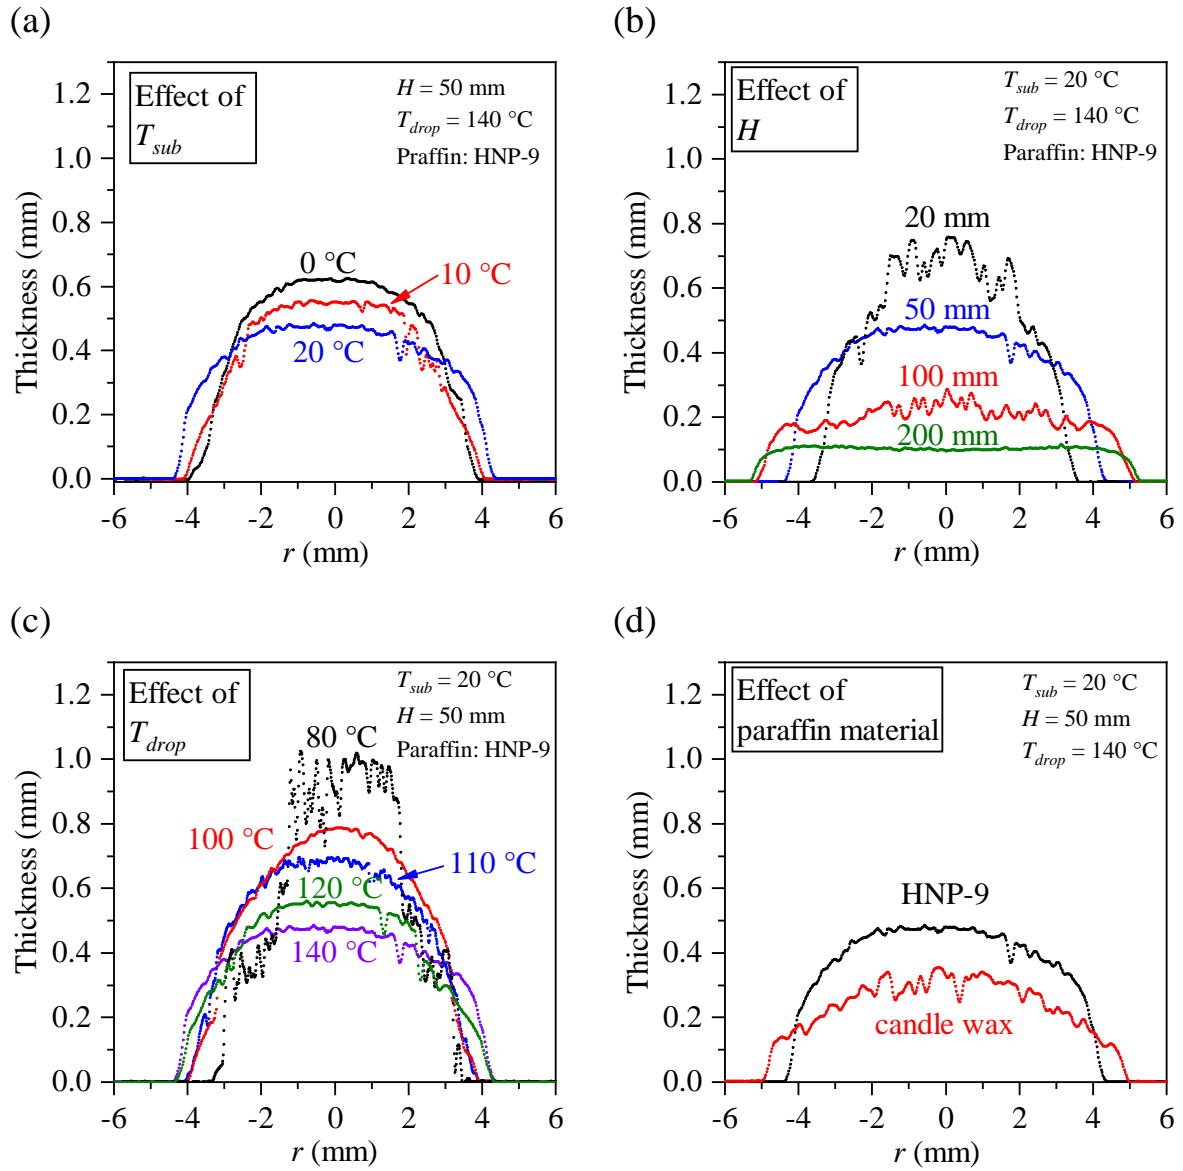 (a)
Effect of
T_sub
H = 50 mm
T_drop = 140 °C
Praffin: HNP-9
0 °C
10 °C
20 °C
Thickness (mm)
1.2
1.0
0.8
0.6
0.4
0.2
0.0
-6 -4 -2 0 2 4 6
r (mm)
(b)
Effect of
H
T_sub = 20 °C
T_drop = 140 °C
Paraffin: HNP-9
20 mm
50 mm
100 mm
200 mm
Thickness (mm)
1.2
1.0
0.8
0.6
0.4
0.2
0.0
-6 -4 -2 0 2 4 6
r (mm)
(c)
Effect of
T_drop
T_sub = 20 °C
H = 50 mm
Paraffin: HNP-9
80 °C
100 °C
110 °C
120 °C
140 °C
Thickness (mm)
1.2
1.0
0.8
0.6
0.4
0.2
0.0
-6 -4 -2 0 2 4 6
r (mm)
(d)
Effect of
paraffin material
T_sub = 20 °C
H = 50 mm
T_drop = 140 °C
HNP-9
candle wax
Thickness (mm)
1.2
1.0
0.8
0.6
0.4
0.2
0.0
-6 -4 -2 0 2 4 6
r (mm)